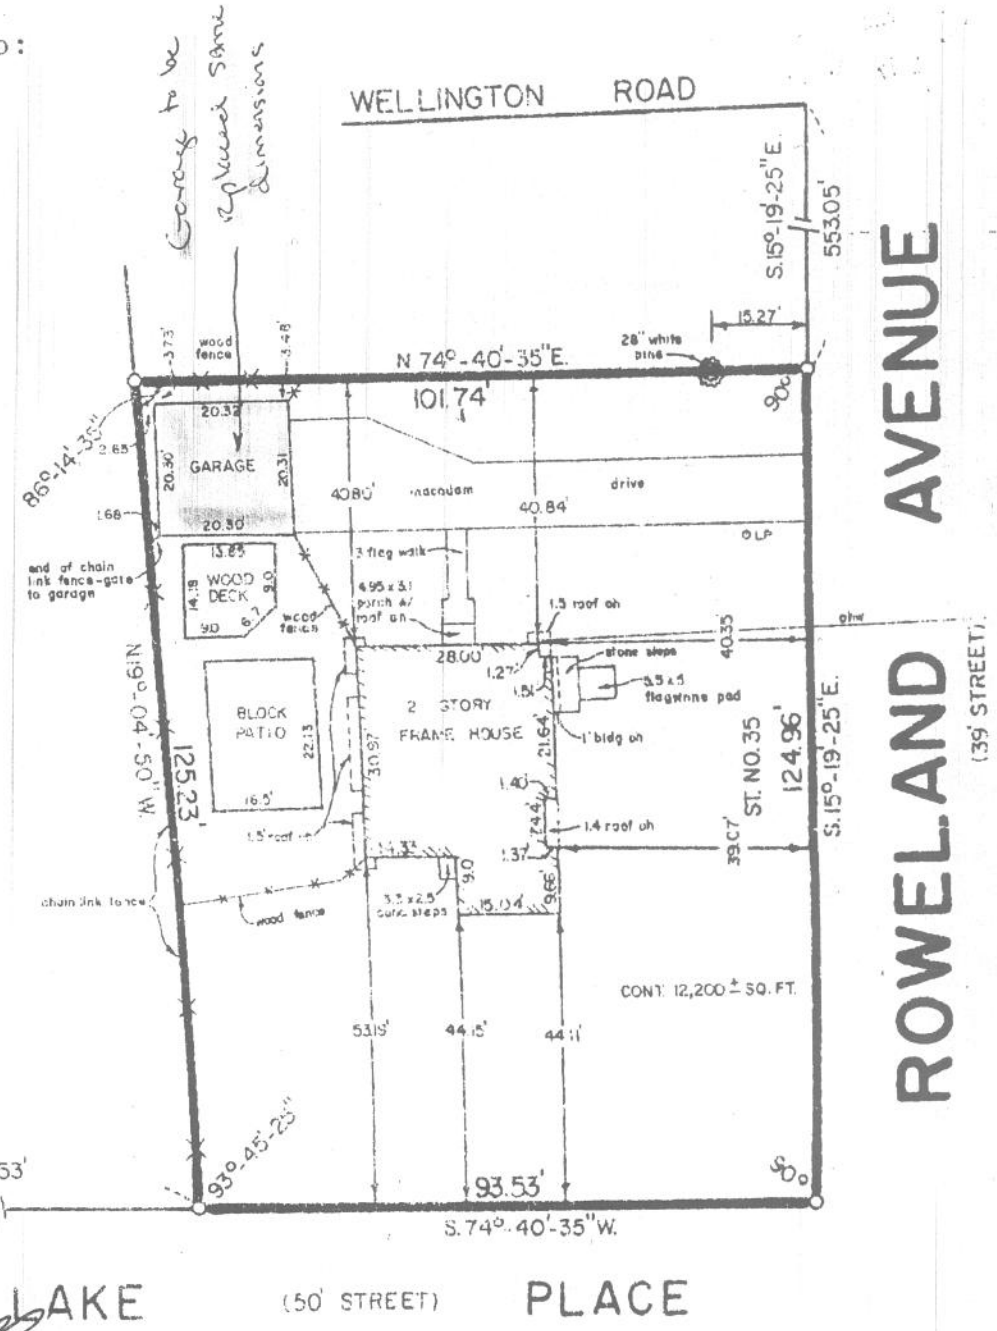 Garage to be
replaced same
dimensions
WELLINGTON ROAD
S.15°-19'-25"E.
553.05'
15.27'
28" white
pine
wood
fence
3.73'
3.48'
N 74°-40'-35"E.
101.74'
90°
86°-14'-35"
2.65'
20.32'
20.30'
GARAGE
20.31
20.30'
1.68'
40.80'
macadam
drive
40.84'
LP
end of chain
link fence-gate
to garage
13.85
WOOD
DECK
14.18
9.0
6.7
9.0
wood
fence
3' flag walk
4.95 x 3.1
porch w/
roof oh
1.5 roof oh
ohw
40.35
28.00'
1.27'
1.51'
stone steps
5.5 x 5
flagstone pad
1' bldg oh
2 STORY
FRAME HOUSE
21.64'
30.97'
BLOCK
PATIO
22.13
16.5'
1.5' roof oh
1.40'
7.44'
1.4 roof oh
1.37'
39.07'
14.33'
9.0
3.3 x 2.5
conc. steps
15.04'
9.66'
N19°-04'-50"W.
125.23'
chain link fence
wood fence
ST. NO. 35
124.96'
S.15°-19'-25"E.
CONT. 12,200 ± SQ. FT.
53.19'
44.15'
44.11'
93°-45'-25"
90°
53'
93.53'
S.74°-40'-35"W.
LAKE (50' STREET) PLACE
ROWELAND AVENUE
(39' STREET)